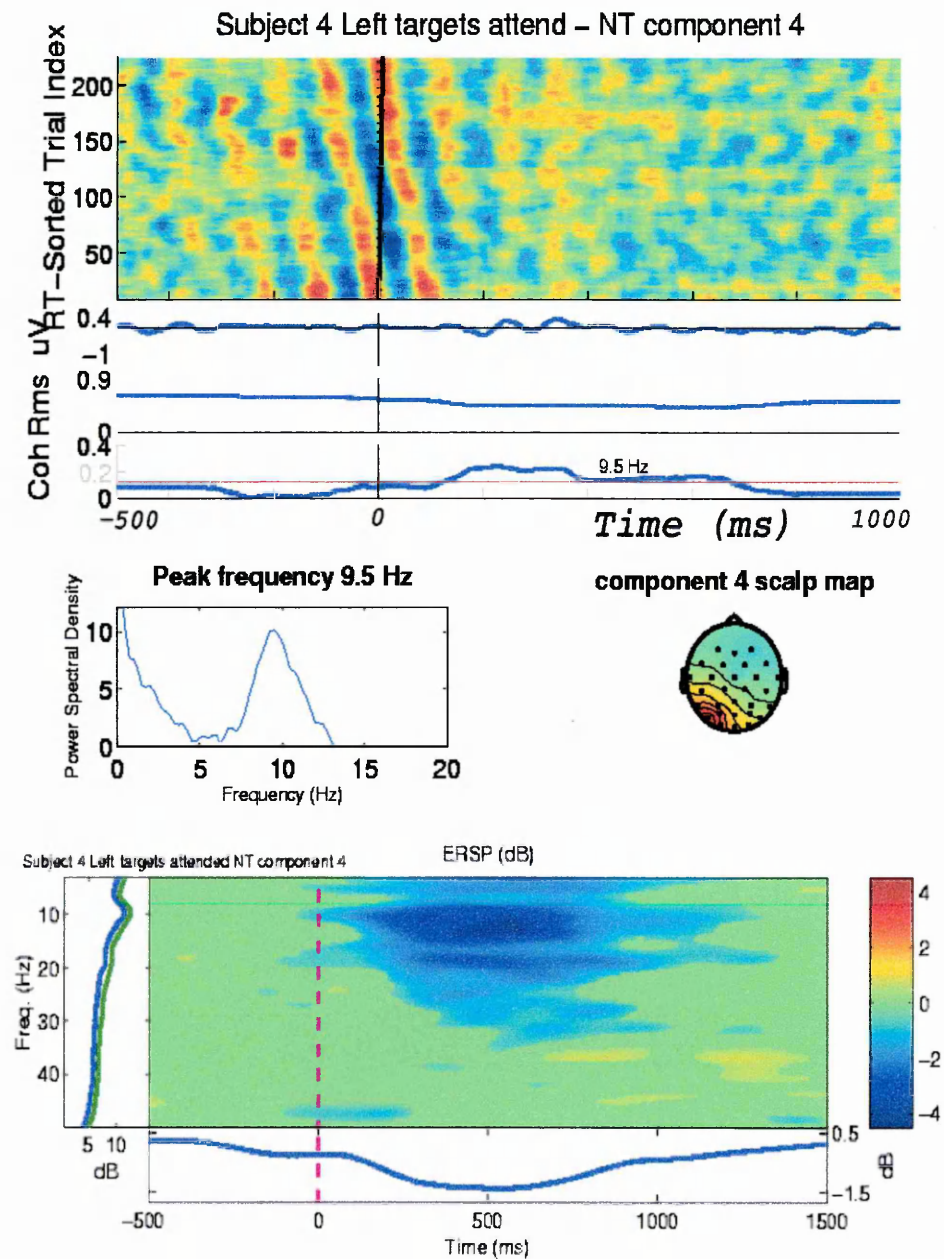 Subject 4 Left targets attend – NT component 4
RT–Sorted Trial Index
200
150
100
50
uV
0.4
–1
Rms
0.9
0
Coh
0.4
0.2
0
9.5 Hz
–500
0
Time (ms)
1000
Peak frequency 9.5 Hz
Power Spectral Density
10
5
0
0
5
10
15
20
Frequency (Hz)
component 4 scalp map
Subject 4 Left targets attended NT component 4
ERSP (dB)
Freq. (Hz)
10
20
30
40
5 10
dB
4
2
0
–2
–4
0.5
–1.5
dB
–500
0
500
1000
1500
Time (ms)